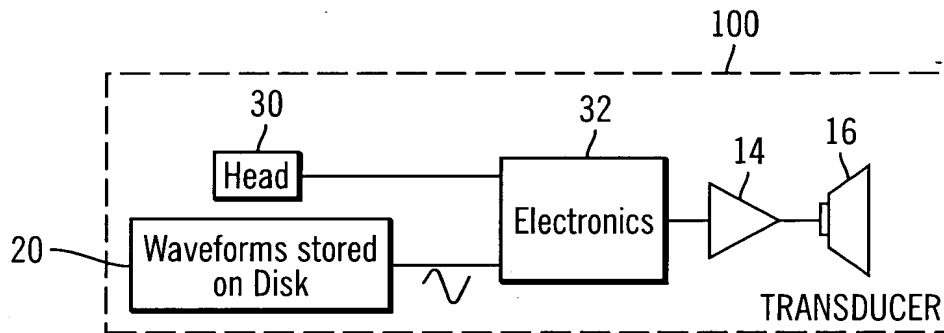 100
30
32
14
16
Head
Electronics
20
Waveforms stored
on Disk
TRANSDUCER